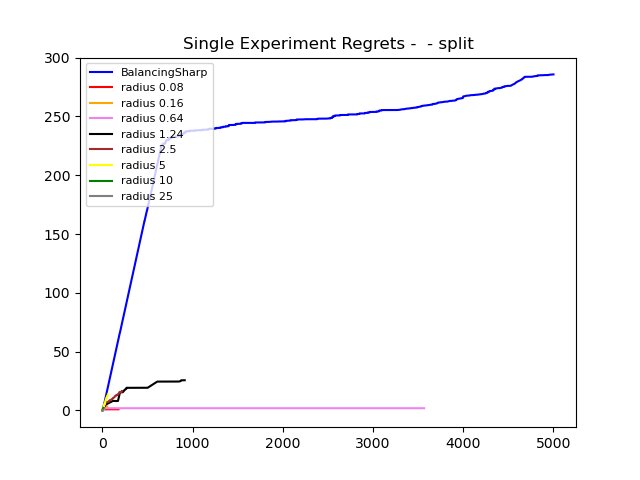 Single Experiment Regrets -  - split
300
250
200
150
100
50
0
BalancingSharp
radius 0.08
radius 0.16
radius 0.64
radius 1.24
radius 2.5
radius 5
radius 10
radius 25
0 1000 2000 3000 4000 5000